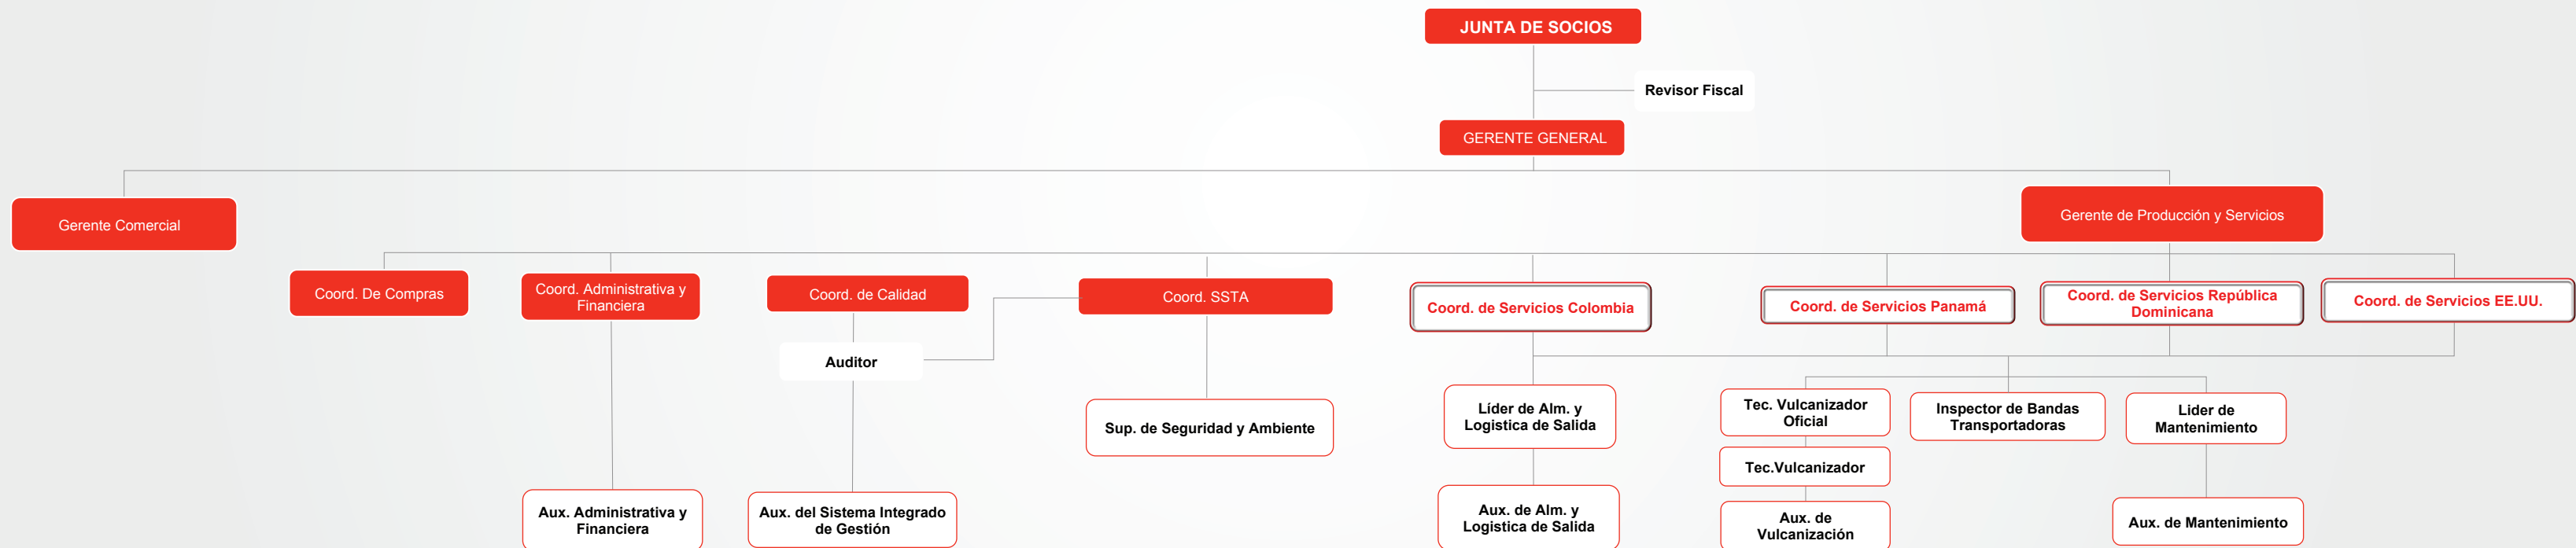 JUNTA DE SOCIOS
Revisor Fiscal
GERENTE GENERAL
Gerente Comercial
Gerente de Producción y Servicios
Coord. De Compras
Coord. Administrativa y
Financiera
Coord. de Calidad
Coord. SSTA
Coord. de Servicios Colombia
Coord. de Servicios Panamá
Coord. de Servicios República
Dominicana
Coord. de Servicios EE.UU.
Auditor
Sup. de Seguridad y Ambiente
Líder de Alm. y
Logistica de Salida
Tec. Vulcanizador
Oficial
Inspector de Bandas
Transportadoras
Lider de
Mantenimiento
Tec.Vulcanizador
Aux. Administrativa y
Financiera
Aux. del Sistema Integrado
de Gestión
Aux. de Alm. y
Logistica de Salida
Aux. de
Vulcanización
Aux. de Mantenimiento